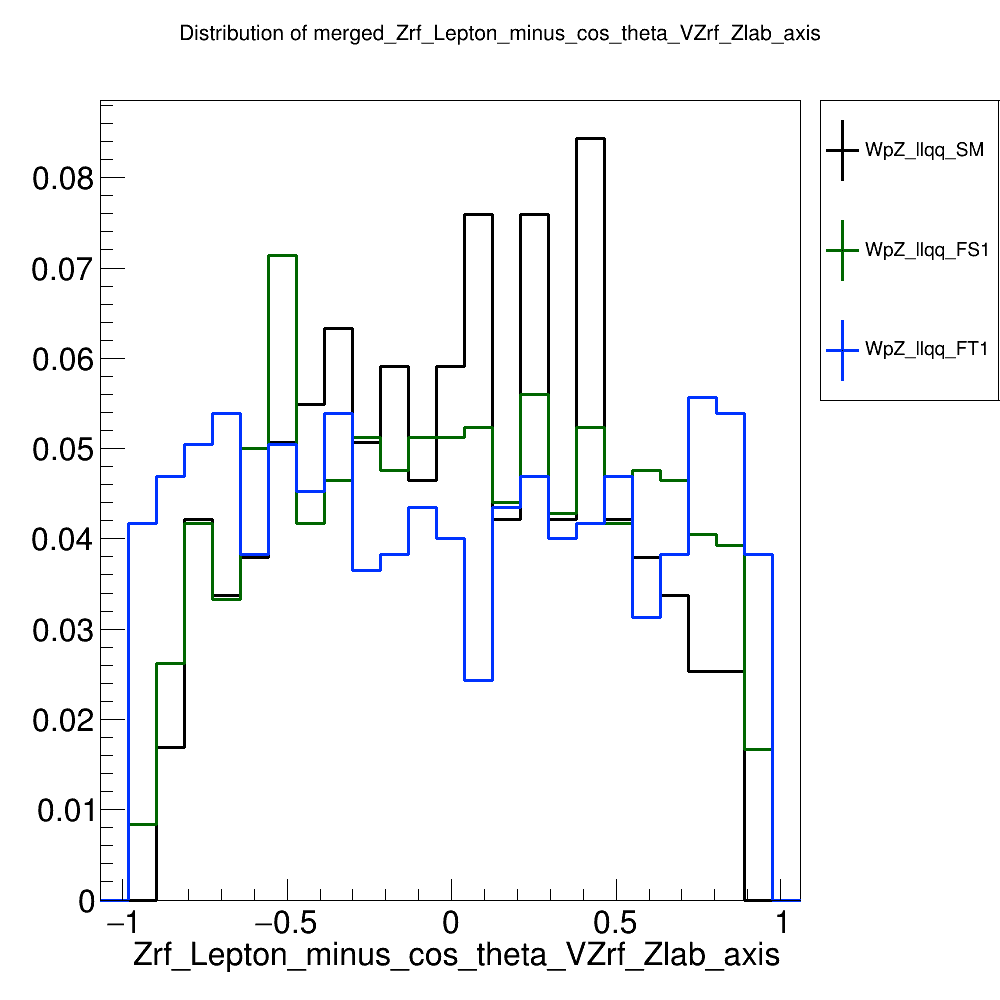 Distribution of merged_Zrf_Lepton_minus_cos_theta_VZrf_Zlab_axis
WpZ_llqq_SM
WpZ_llqq_FS1
WpZ_llqq_FT1
0.08
0.07
0.06
0.05
0.04
0.03
0.02
0.01
0
−1 −0.5 0 0.5 1
Zrf_Lepton_minus_cos_theta_VZrf_Zlab_axis